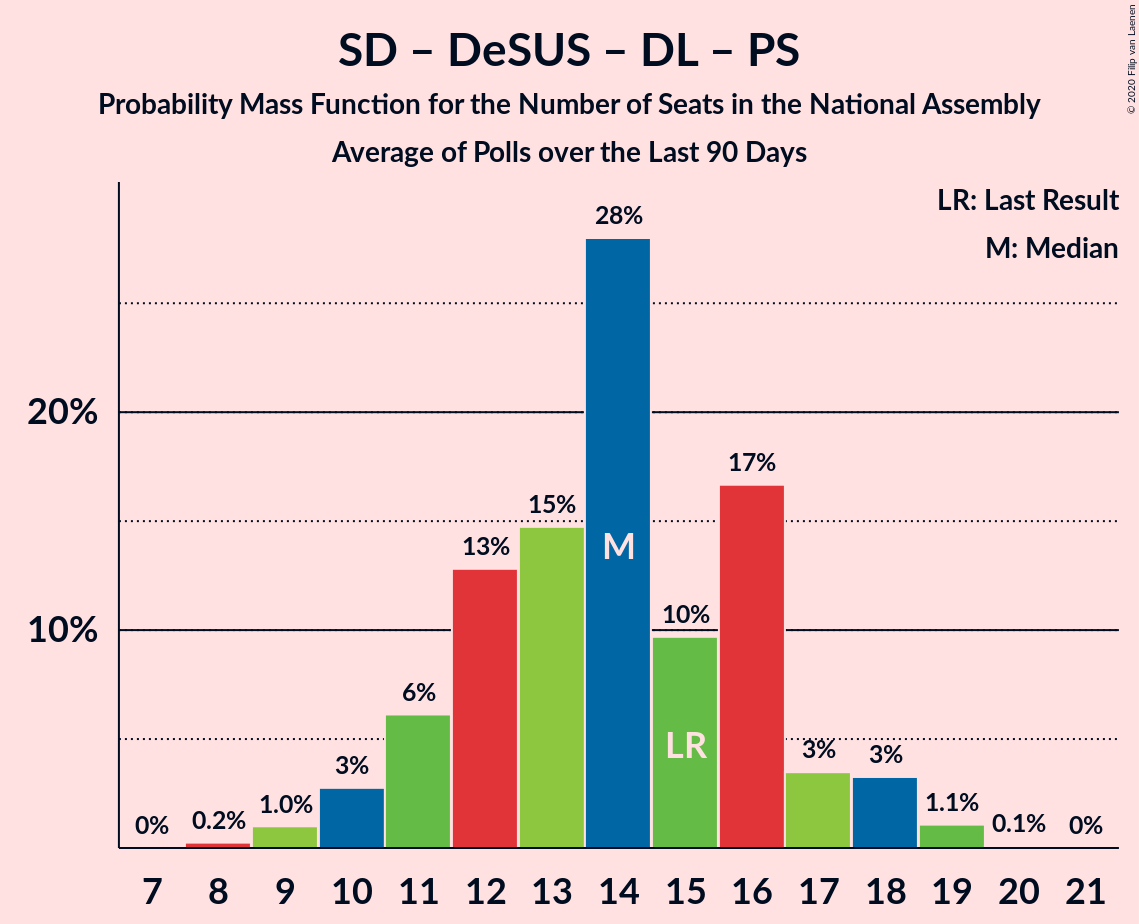 SD – DeSUS – DL – PS
Probability Mass Function for the Number of Seats in the National Assembly
Average of Polls over the Last 90 Days
© 2020 Filip van Laenen
LR: Last Result
M: Median
28%
20%
17%
15%
13%
M
10%
10%
6%
LR
3%
3%
3%
1.0%
1.1%
0% 0.2% 0.1% 0%
7 8 9 10 11 12 13 14 15 16 17 18 19 20 21